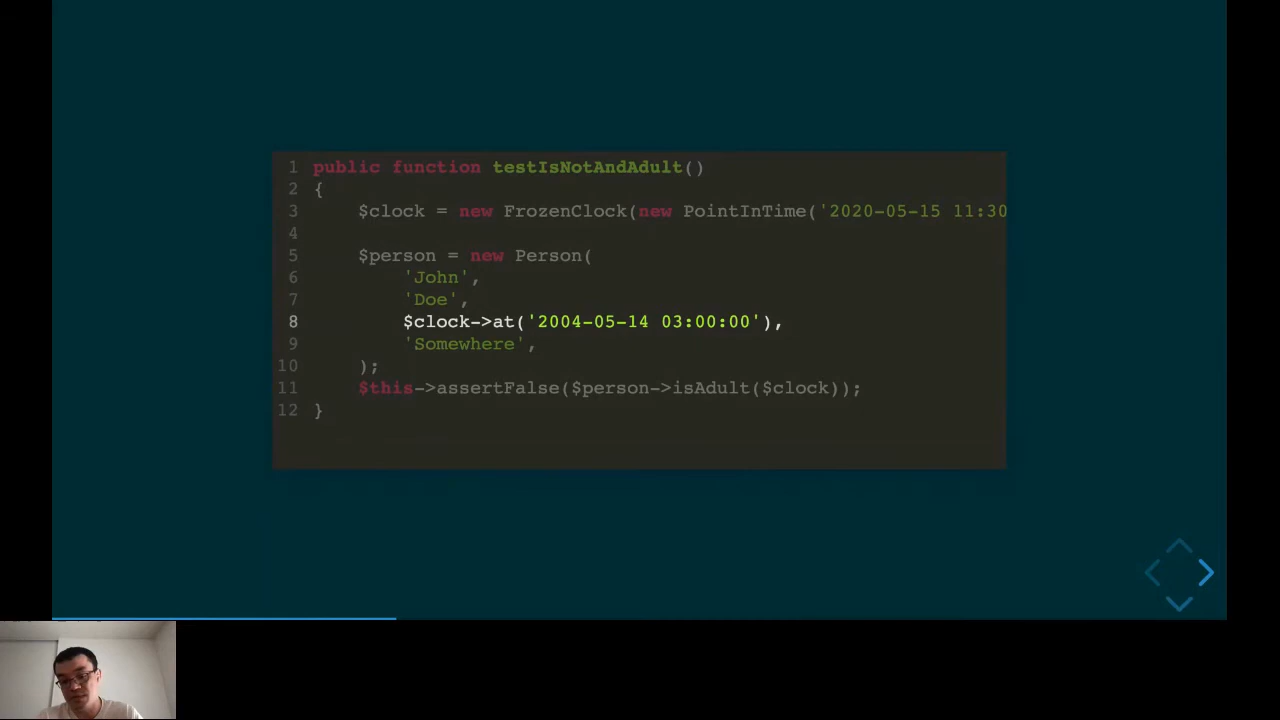 1 public function testIsNotAndAdult()
2 {
3 $clock = new FrozenClock(new PointInTime('2020-05-15 11:30
4
5 $person = new Person(
6 'John',
7 'Doe',
8 $clock->at('2004-05-14 03:00:00'),
9 'Somewhere',
10 );
11 $this->assertFalse($person->isAdult($clock));
12 }